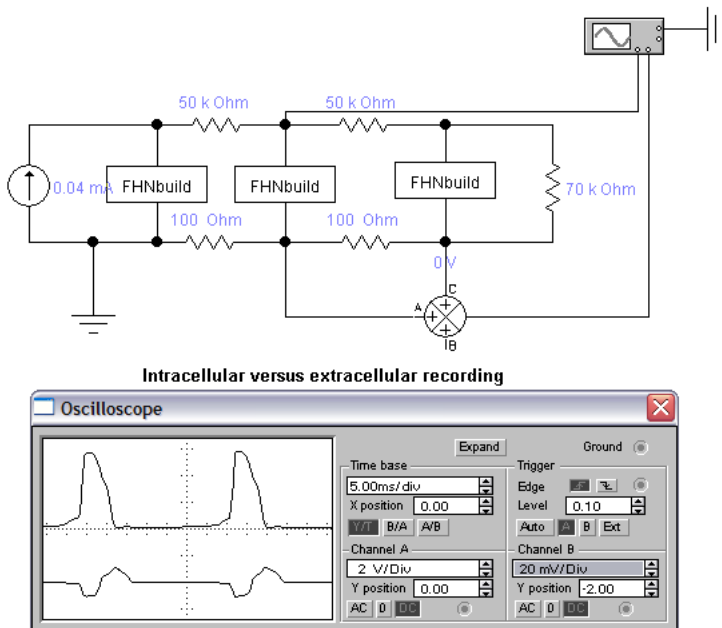 50 k Ohm 50 k Ohm
0.04 mA FHNbuild FHNbuild FHNbuild 70 k Ohm
100 Ohm 100 Ohm
0 V
C
A
B
Intracellular versus extracellular recording
Oscilloscope
Expand Ground
Time base Trigger
5.00ms/div Edge
X position 0.00 Level 0.10
Y/T B/A A/B Auto A B Ext
Channel A Channel B
2 V/Div 20 mV/Div
Y position 0.00 Y position -2.00
AC 0 DC AC 0 DC